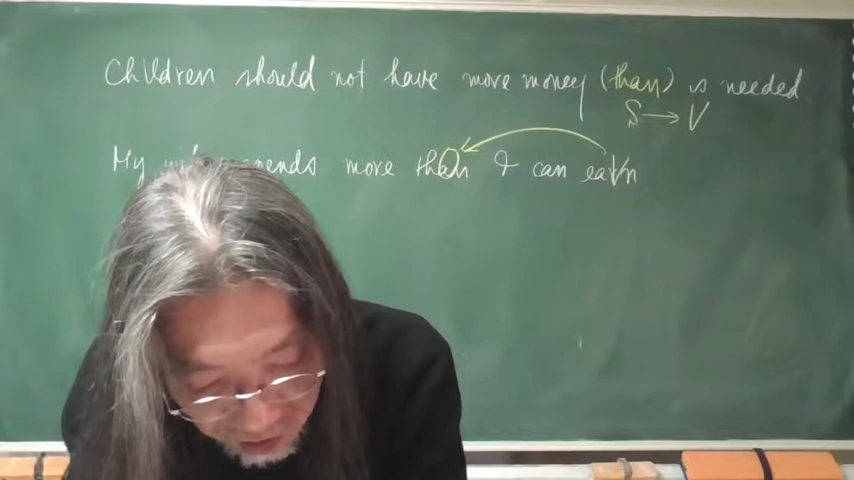 Children should not have more money (than) is needed
S → V
My spends more than I can earn